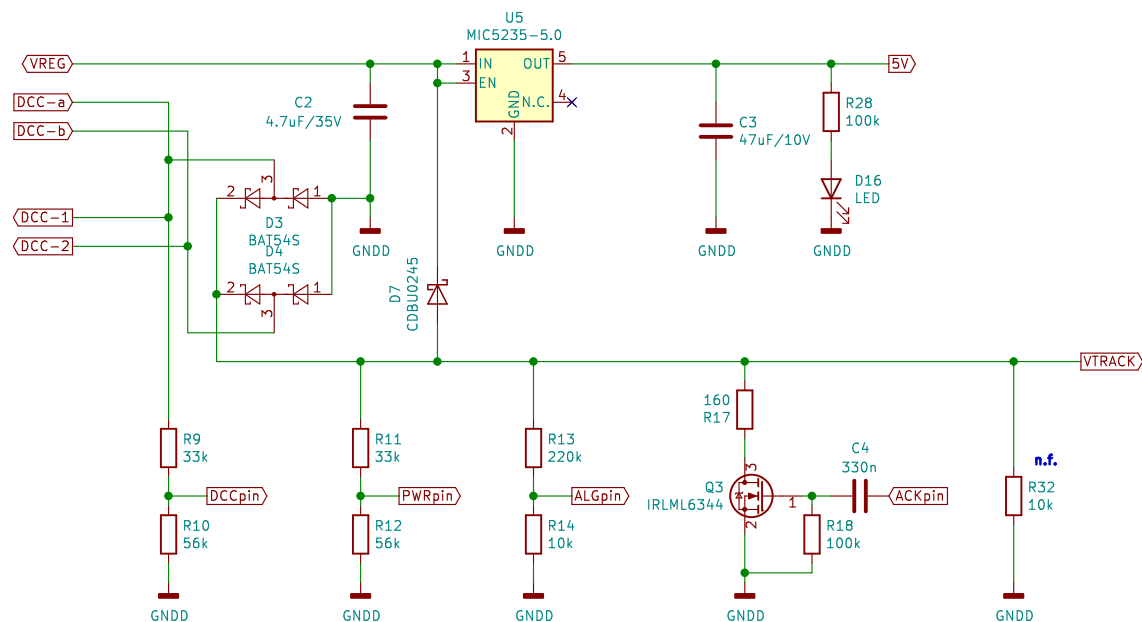 U5
MIC5235-5.0
VREG
1
IN
OUT
5
5V
3
EN
DCC-a
GND
N.C.
4
C2
4.7uF/35V
R28
100k
DCC-b
2
C3
47uF/10V
3
2
1
D16
LED
DCC-1
D3
BAT54S
DCC-2
D4
BAT54S
GNDD
GNDD
GNDD
GNDD
2
1
3
D7
CDBU0245
VTRACK
160
R17
R9
33k
R11
33k
R13
220k
C4
330n
n.f.
3
DCCpin
PWRpin
ALGpin
Q3
IRLML6344
1
ACKpin
R32
10k
2
R10
56k
R12
56k
R14
10k
R18
100k
GNDD
GNDD
GNDD
GNDD
GNDD